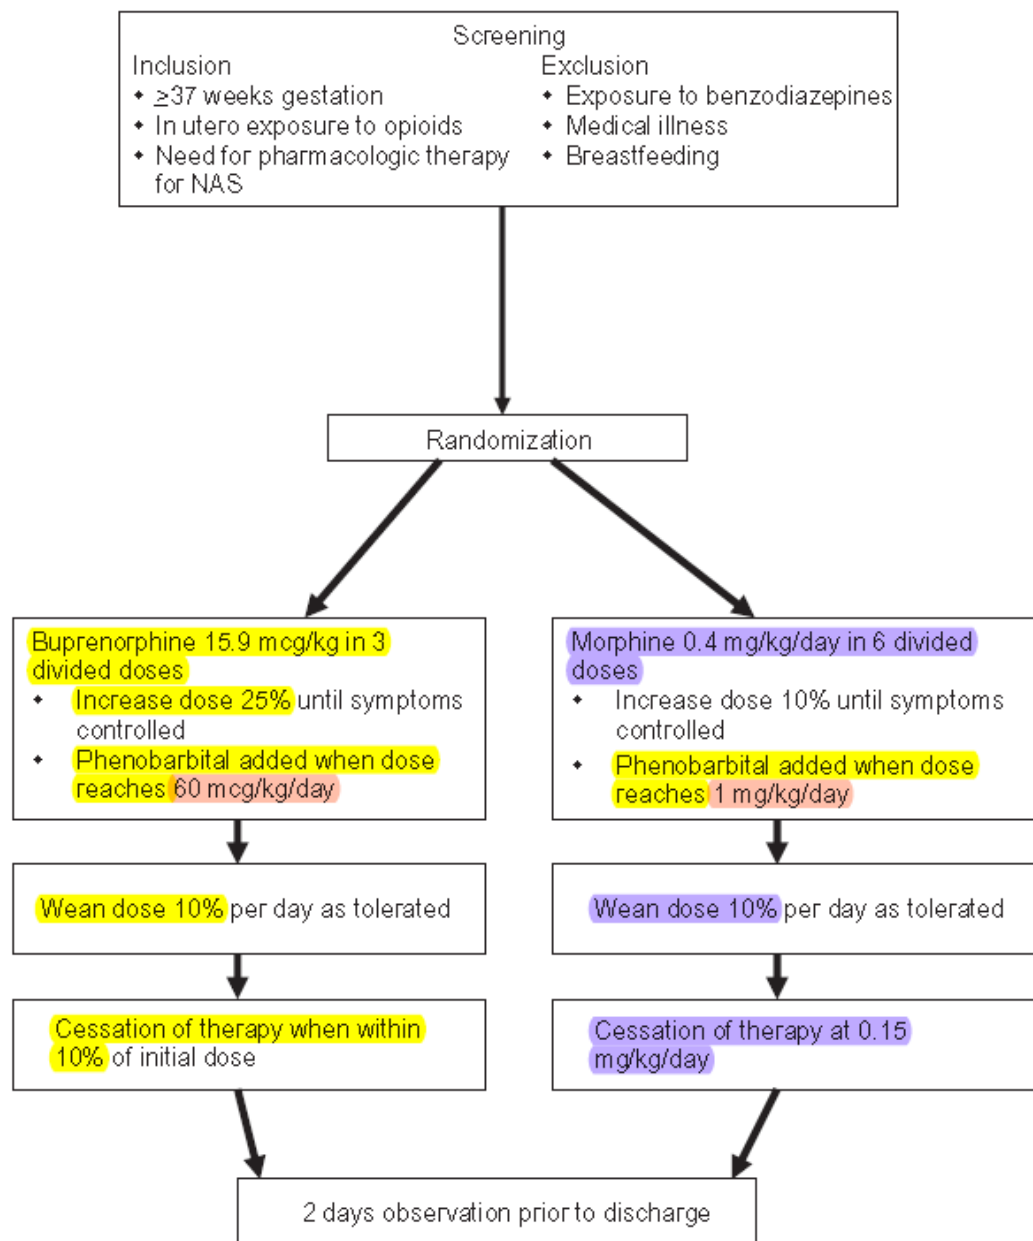 Screening
Inclusion
◆ ≥37 weeks gestation
◆ In utero exposure to opioids
◆ Need for pharmacologic therapy
for NAS
Exclusion
◆ Exposure to benzodiazepines
◆ Medical illness
◆ Breastfeeding
Randomization
Buprenorphine 15.9 mcg/kg in 3
divided doses
◆ Increase dose 25% until symptoms
controlled
◆ Phenobarbital added when dose
reaches 60 mcg/kg/day
Wean dose 10% per day as tolerated
Cessation of therapy when within
10% of initial dose
Morphine 0.4 mg/kg/day in 6 divided
doses
◆ Increase dose 10% until symptoms
controlled
◆ Phenobarbital added when dose
reaches 1 mg/kg/day
Wean dose 10% per day as tolerated
Cessation of therapy at 0.15
mg/kg/day
2 days observation prior to discharge